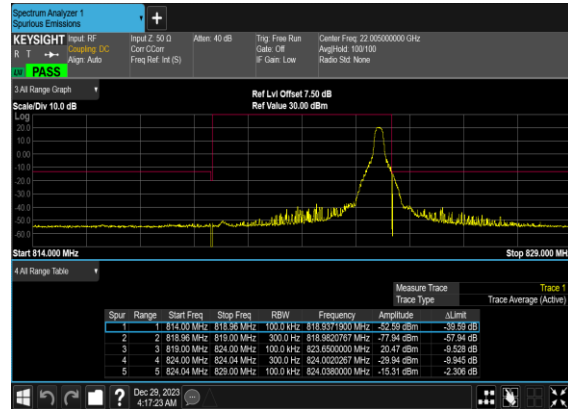 Spectrum Analyzer 1
Spurious Emissions
KEYSIGHT Input: RF Input Z: 50 Ω Atten: 40 dB Trig: Free Run Center Freq: 22.005000000 GHz
R T Coupling: DC Corr CCorr Gate: Off Avg|Hold: 100/100
Align: Auto Freq Ref: Int (S) IF Gain: Low Radio Std: None
PASS
3 All Range Graph
Ref Lvl Offset 7.50 dB
Scale/Div 10.0 dB Ref Value 30.00 dBm
Log
20.0
10.0
0.00
-10.0
-20.0
-30.0
-40.0
-50.0
-60.0
Start 814.000 MHz Stop 829.000 MH
4 All Range Table
Measure Trace Trace 1
Trace Type Trace Average (Active)
Spur Range Start Freq Stop Freq RBW Frequency Amplitude ΔLimit
1 1 814.00 MHz 818.96 MHz 100.0 kHz 818.9371900 MHz -52.59 dBm -39.59 dB
2 2 818.96 MHz 819.00 MHz 300.0 Hz 818.9820767 MHz -77.94 dBm -57.94 dB
3 3 819.00 MHz 824.04 MHz 100.0 kHz 823.6500000 MHz 20.47 dBm -9.528 dB
4 4 824.00 MHz 824.04 MHz 300.0 Hz 824.0020267 MHz -29.94 dBm -9.945 dB
5 5 824.04 MHz 829.00 MHz 100.0 kHz 824.0380000 MHz -15.31 dBm -2.306 dB
Dec 29, 2023
4:17:23 AM